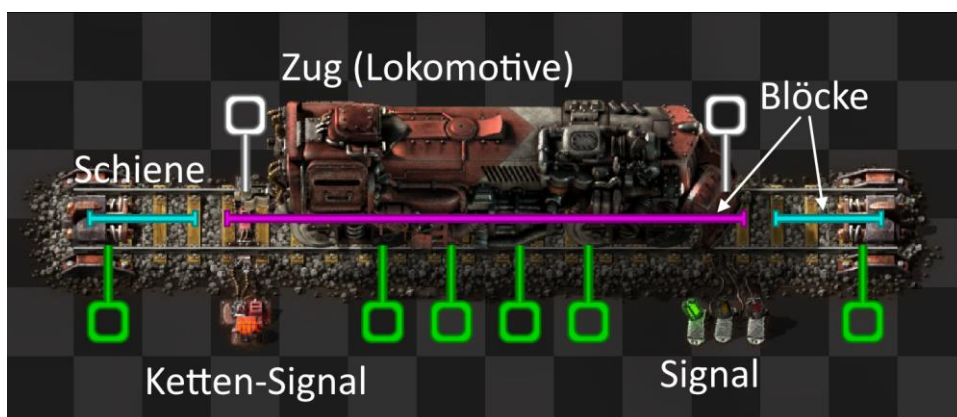 Zug (Lokomotive)
Blöcke
Schiene
Ketten-Signal
Signal